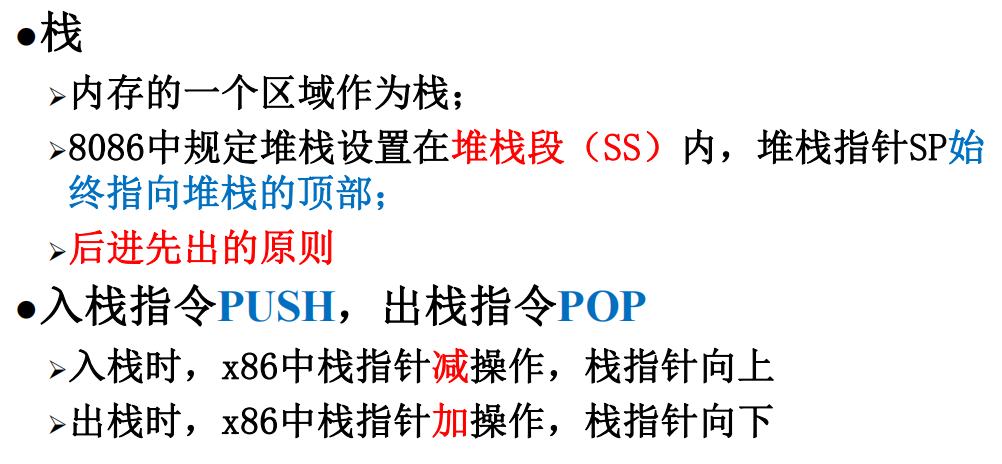 ●栈
➢内存的一个区域作为栈；
➢8086中规定堆栈设置在堆栈段（SS）内，堆栈指针SP始
终指向堆栈的顶部；
➢后进先出的原则
●入栈指令PUSH，出栈指令POP
➢入栈时，x86中栈指针减操作，栈指针向上
➢出栈时，x86中栈指针加操作，栈指针向下